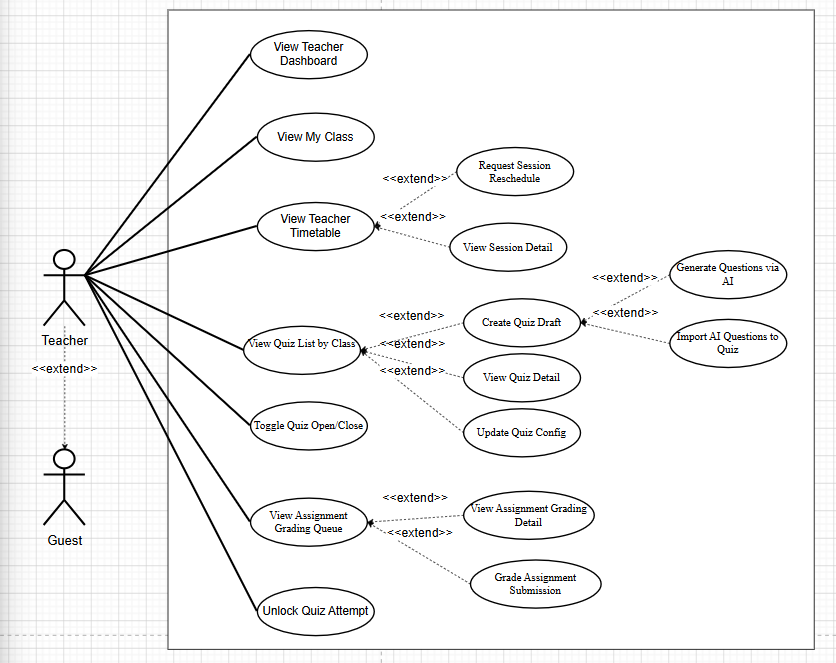 View Teacher
Dashboard
View My Class
<<extend>>
Request Session
Reschedule
View Teacher
Timetable
<<extend>>
View Session Detail
Teacher
<<extend>>
Guest
View Quiz List by Class
<<extend>>
<<extend>>
<<extend>>
Create Quiz Draft
View Quiz Detail
Update Quiz Config
<<extend>>
Generate Questions via
AI
<<extend>>
Import AI Questions to
Quiz
Toggle Quiz Open/Close
View Assignment
Grading Queue
<<extend>>
View Assignment Grading
Detail
<<extend>>
Grade Assignment
Submission
Unlock Quiz Attempt